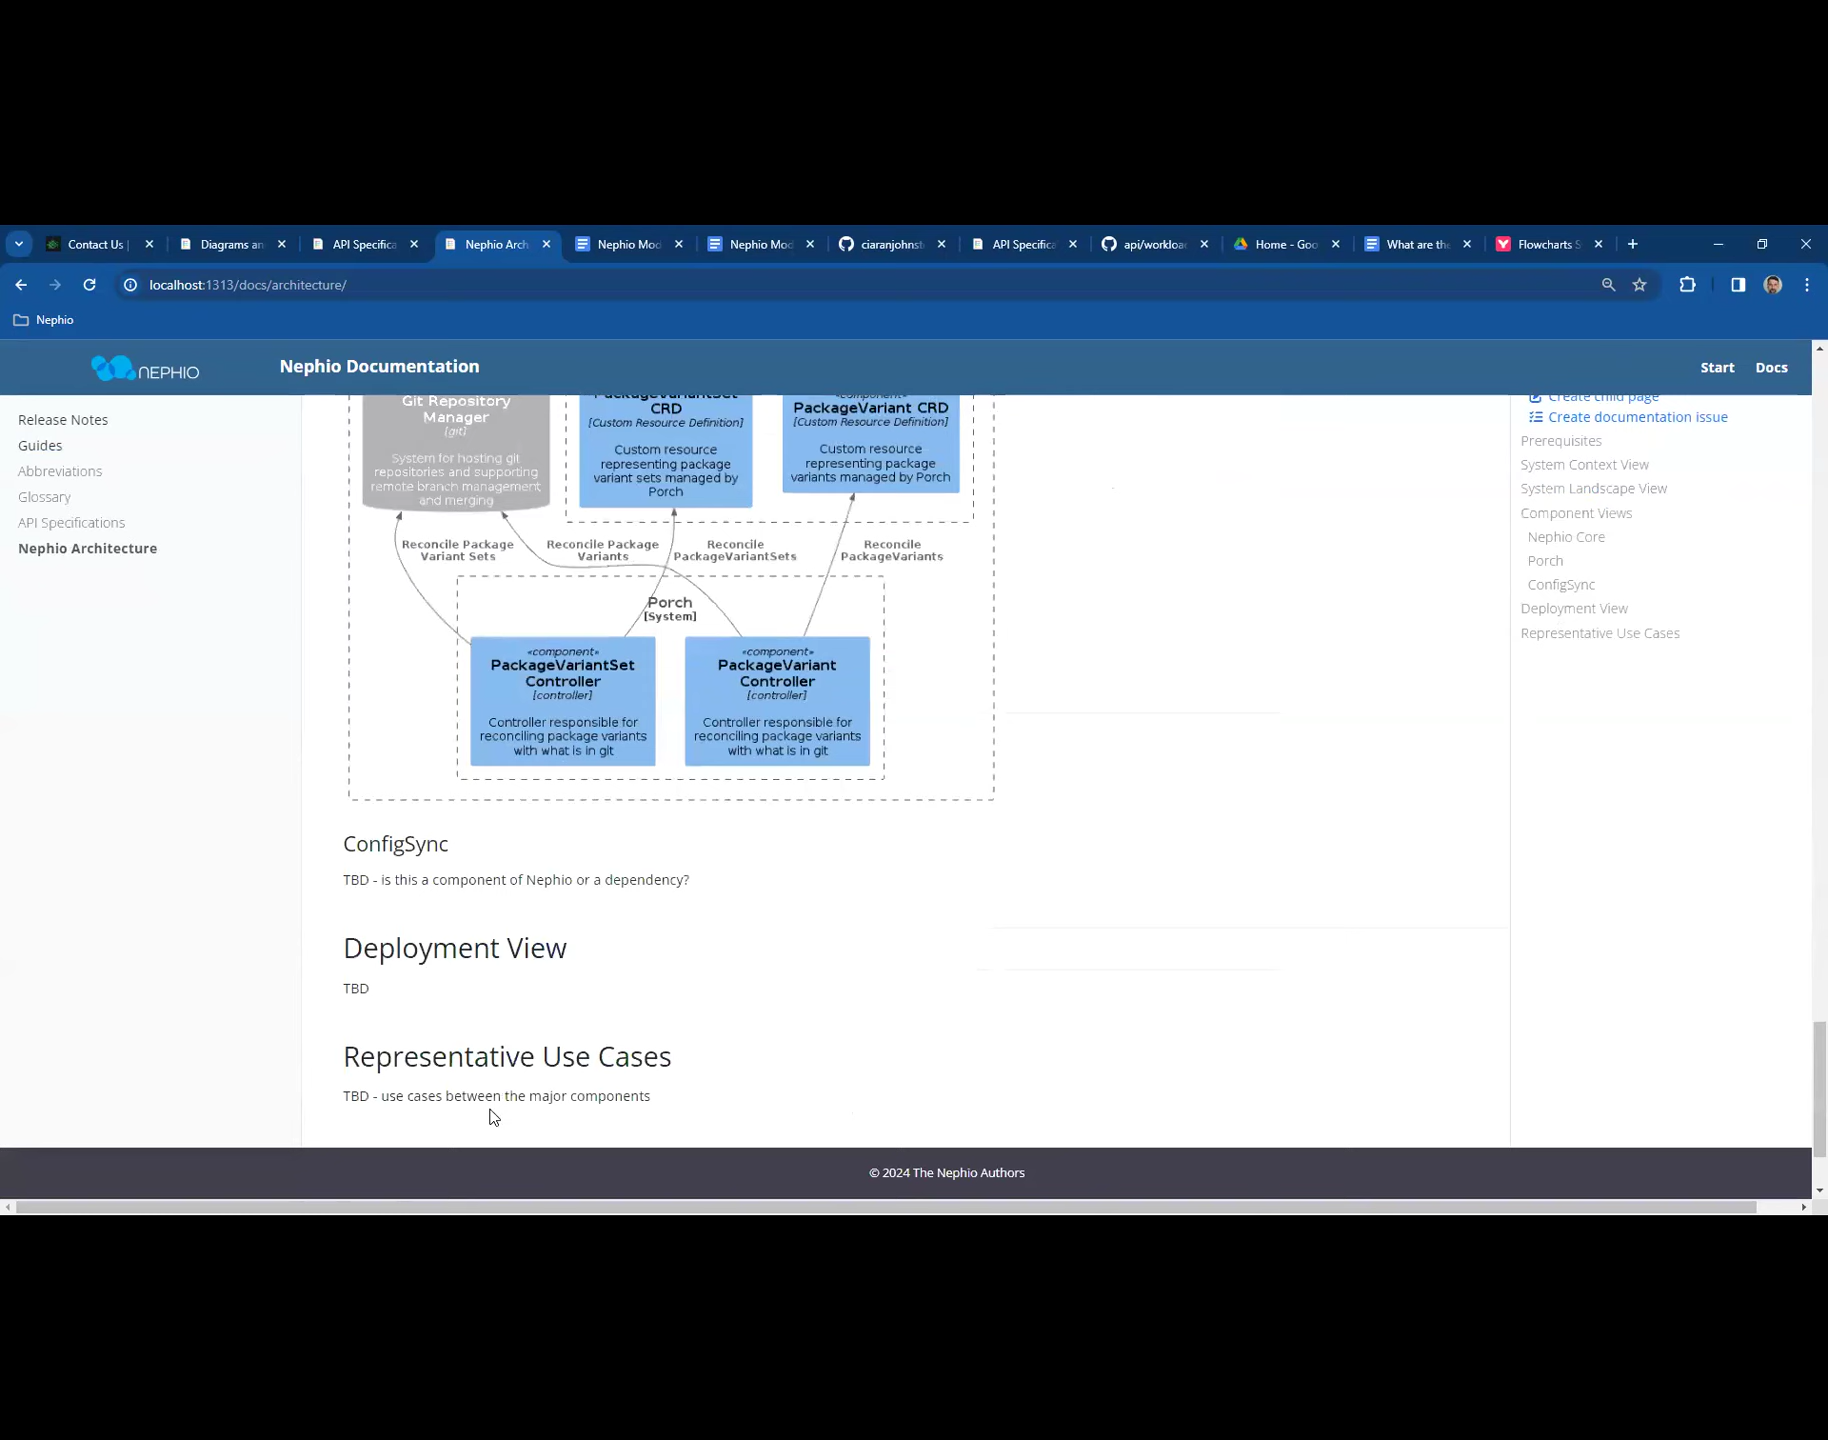 Contact Us |
Diagrams an
API Specifica
Nephio Arch
Nephio Mod
Nephio Mod
ciaranjohnst
API Specifica
api/workloa
Home - Goo
What are the
Flowcharts S
localhost:1313/docs/architecture/
Nephio
NEPHIO
Nephio Documentation
Start
Docs
Release Notes
Guides
Abbreviations
Glossary
API Specifications
Nephio Architecture
Git Repository
Manager
[git]
System for hosting git
repositories and supporting
remote branch management
and merging
PackageVariantSet
CRD
[Custom Resource Definition]
Custom resource
representing package
variant sets managed by
Porch
«component»
PackageVariant CRD
[Custom Resource Definition]
Custom resource
representing package
variants managed by Porch
Reconcile Package
Variant Sets
Reconcile Package
Variants
Reconcile
PackageVariantSets
Reconcile
PackageVariants
Porch
[System]
«component»
PackageVariantSet
Controller
[controller]
Controller responsible for
reconciling package variants
with what is in git
«component»
PackageVariant
Controller
[controller]
Controller responsible for
reconciling package variants
with what is in git
ConfigSync
TBD - is this a component of Nephio or a dependency?
Deployment View
TBD
Representative Use Cases
TBD - use cases between the major components
Create child page
Create documentation issue
Prerequisites
System Context View
System Landscape View
Component Views
Nephio Core
Porch
ConfigSync
Deployment View
Representative Use Cases
© 2024 The Nephio Authors